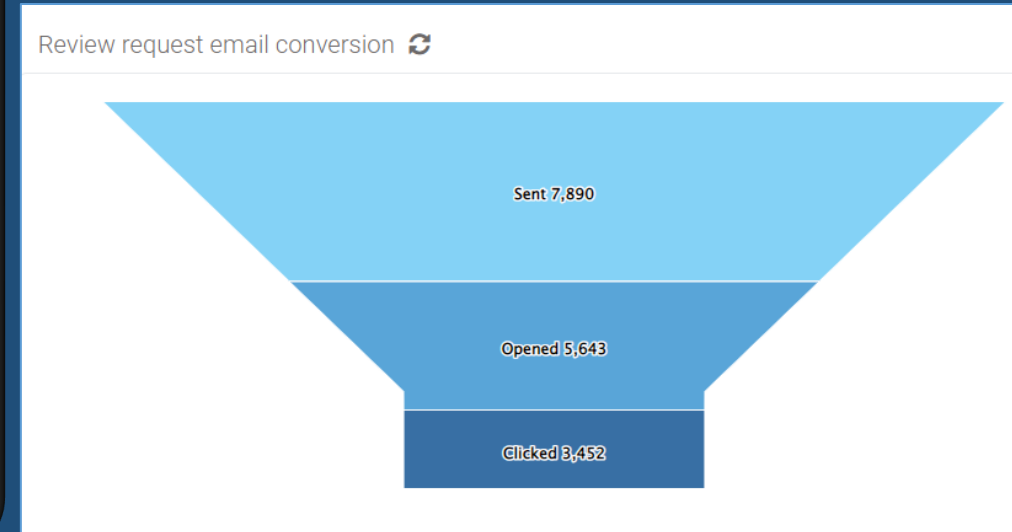 Review request email conversion
Sent 7,890
Opened 5,643
Clicked 3,452